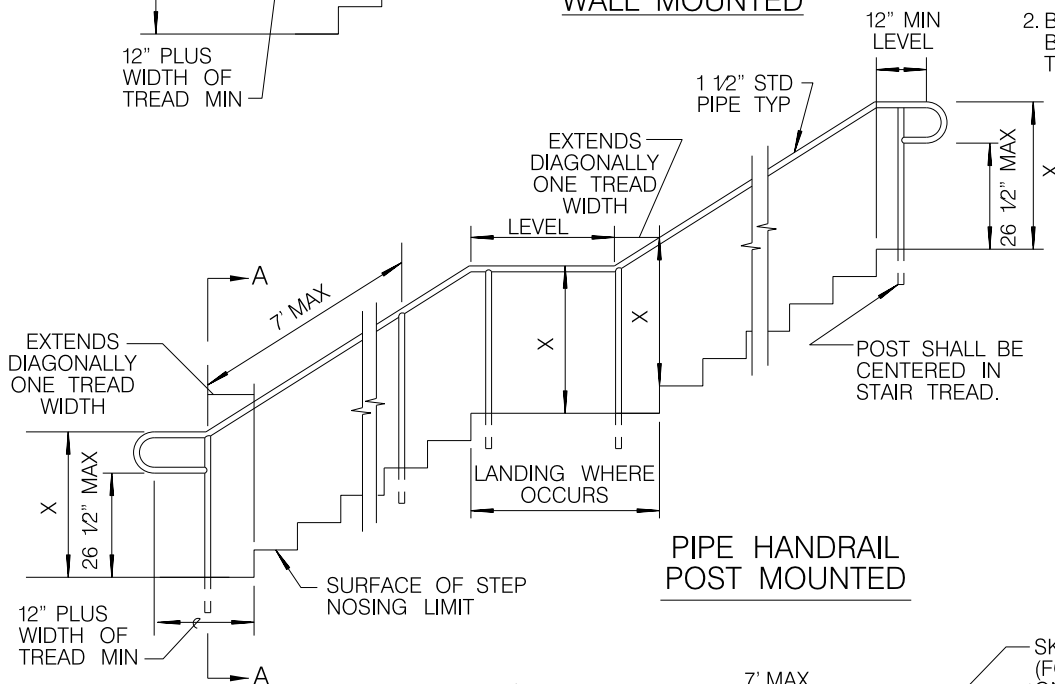 WALL MOUNTED
12" PLUS
WIDTH OF
TREAD MIN
12" MIN
LEVEL
2. B
B
T
1 1/2" STD
PIPE TYP
EXTENDS
DIAGONALLY
ONE TREAD
WIDTH
LEVEL
26 1/2" MAX
X
A
7' MAX
X
X
EXTENDS
DIAGONALLY
ONE TREAD
WIDTH
POST SHALL BE
CENTERED IN
STAIR TREAD.
X
26 1/2" MAX
LANDING WHERE
OCCURS
PIPE HANDRAIL
POST MOUNTED
SURFACE OF STEP
NOSING LIMIT
12" PLUS
WIDTH OF
TREAD MIN
A
7' MAX
SK
(FO